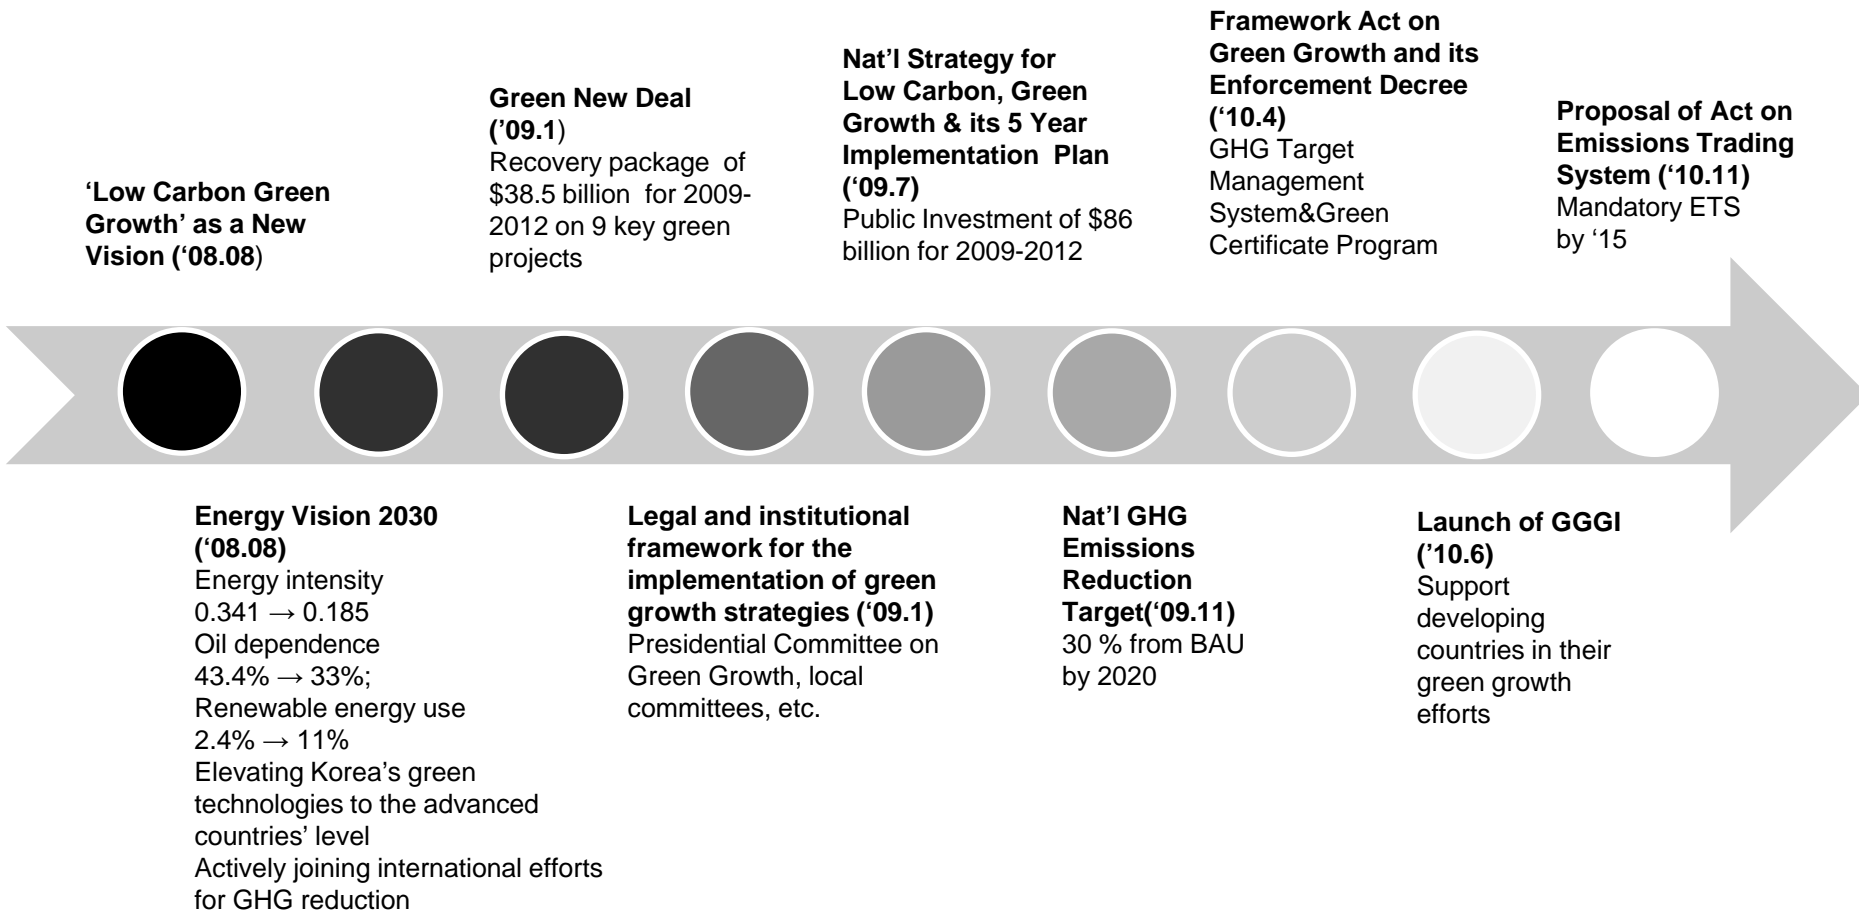 ‘Low Carbon Green
Growth’ as a New
Vision (‘08.08)
Energy Vision 2030
(‘08.08)
Energy intensity
0.341 → 0.185
Oil dependence
43.4% → 33%;
Renewable energy use
2.4% → 11%
Elevating Korea’s green
technologies to the advanced
countries’ level
Actively joining international efforts
for GHG reduction
Green New Deal
(’09.1)
Recovery package of
$38.5 billion for 2009-
2012 on 9 key green
projects
Legal and institutional
framework for the
implementation of green
growth strategies (‘09.1)
Presidential Committee on
Green Growth, local
committees, etc.
Nat’l Strategy for
Low Carbon, Green
Growth & its 5 Year
Implementation Plan
(‘09.7)
Public Investment of $86
billion for 2009-2012
Nat’l GHG
Emissions
Reduction
Target(‘09.11)
30 % from BAU
by 2020
Framework Act on
Green Growth and its
Enforcement Decree
(‘10.4)
GHG Target
Management
System&Green
Certificate Program
Launch of GGGI
(’10.6)
Support
developing
countries in their
green growth
efforts
Proposal of Act on
Emissions Trading
System (‘10.11)
Mandatory ETS
by ‘15